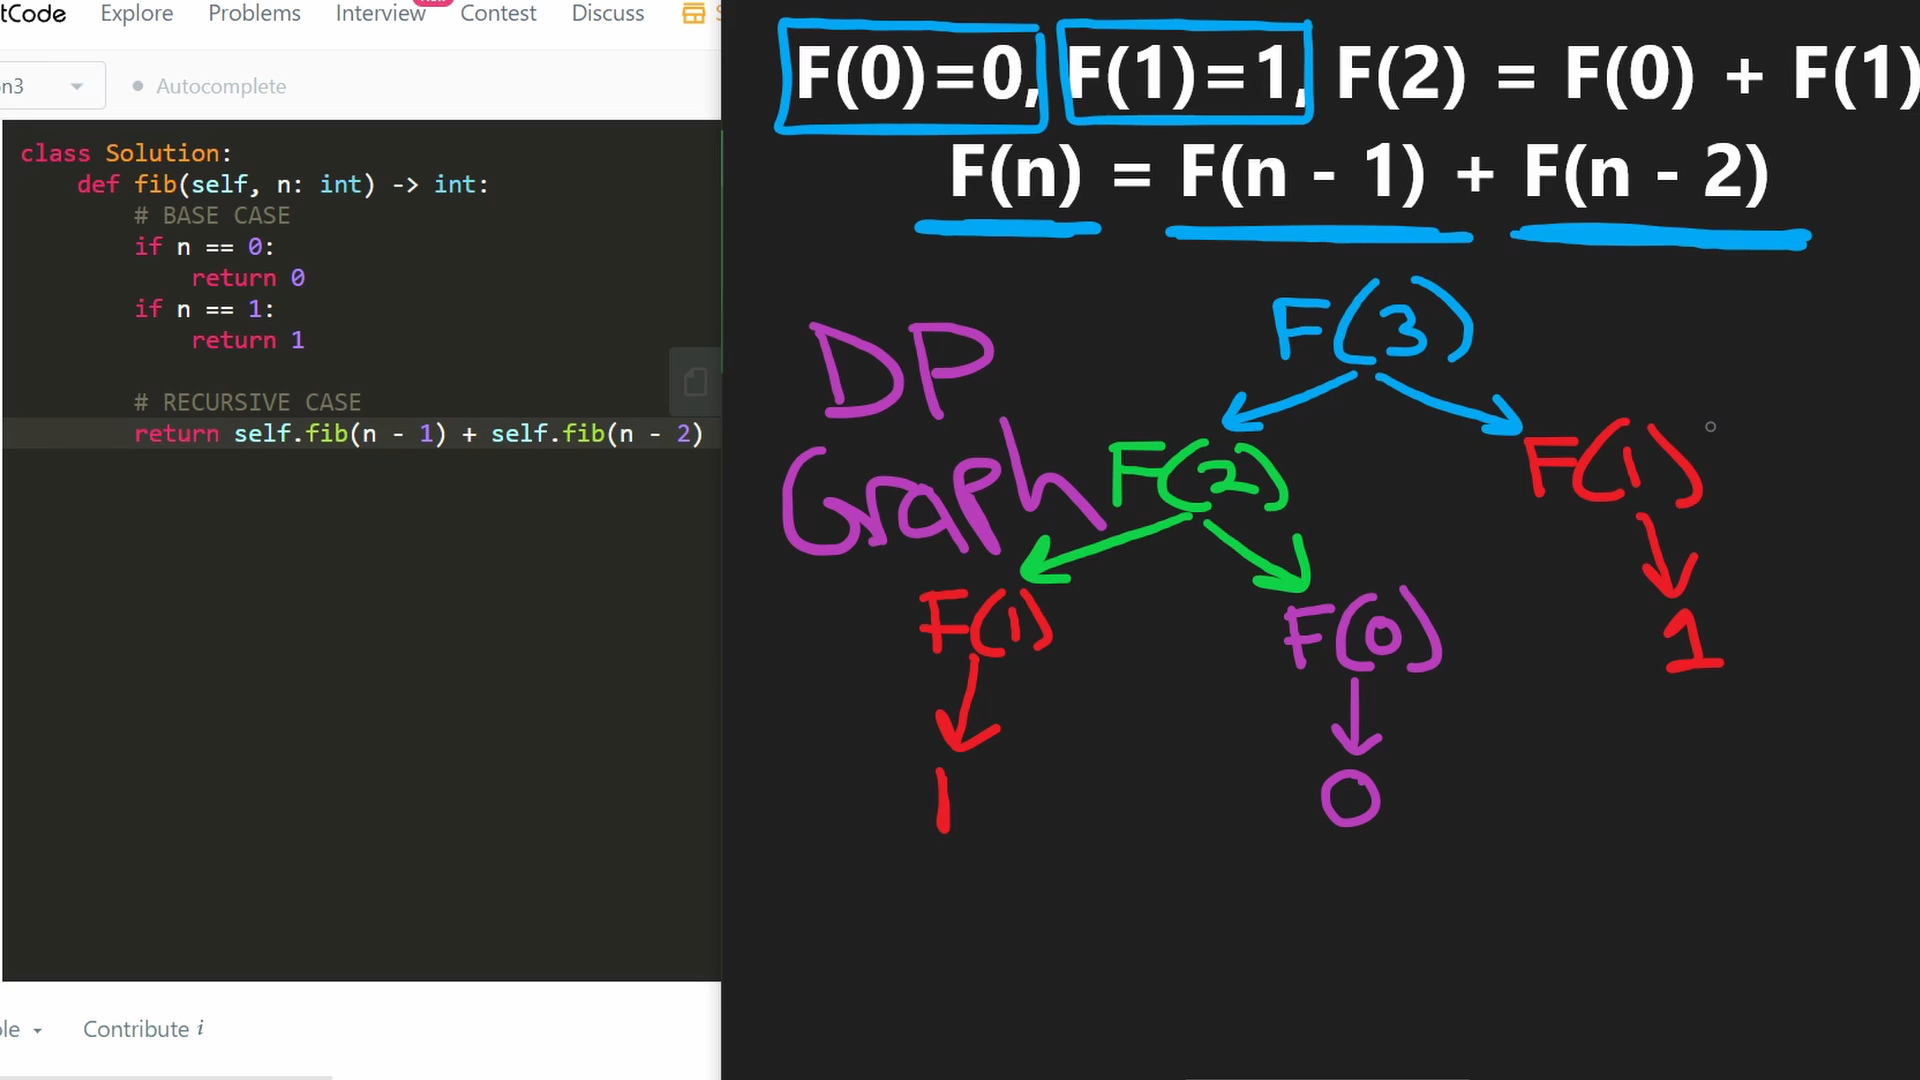 tCode Explore Problems Interview Contest Discuss
n3 Autocomplete
class Solution:
def fib(self, n: int) -> int:
# BASE CASE
if n == 0:
return 0
if n == 1:
return 1
# RECURSIVE CASE
return self.fib(n - 1) + self.fib(n - 2)
le Contribute i
F(0)=0, F(1)=1, F(2) = F(0) + F(1)
F(n) = F(n - 1) + F(n - 2)
DP
Graph
F(3)
F(2) F(1)
F(1) F(0) 1
1 0